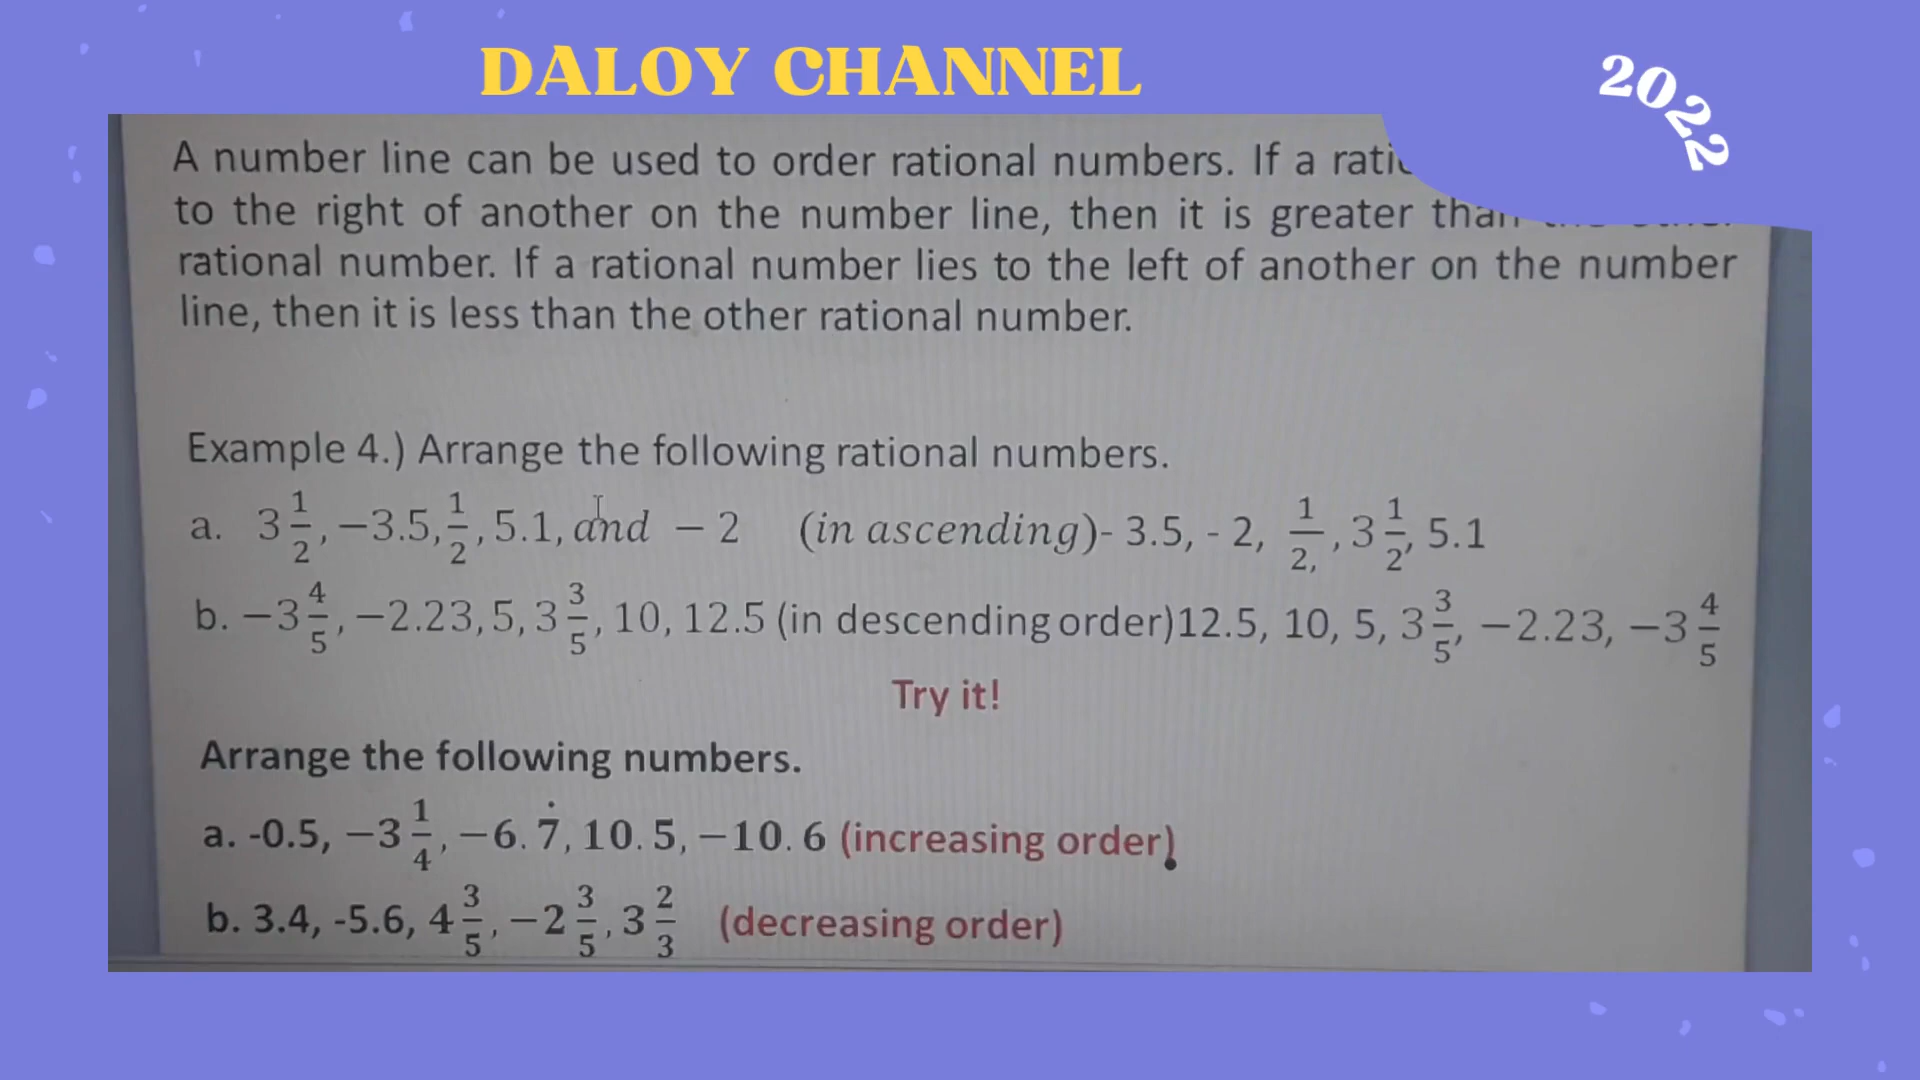 DALOY CHANNEL
2022
A number line can be used to order rational numbers. If a
to the right of another on the number line, then it is greater than
rational number. If a rational number lies to the left of another on the number
line, then it is less than the other rational number.
Example 4.) Arrange the following rational numbers.
a. 3 1/2, −3.5, 1/2, 5.1, and − 2 (in ascending)- 3.5, - 2, 1/2, , 3 1/2, 5.1
b. −3 4/5, −2.23, 5, 3 3/5, 10, 12.5 (in descending order)12.5, 10, 5, 3 3/5, −2.23, −3 4/5
Try it!
Arrange the following numbers.
a. -0.5, −3 1/4, −6. 7̇, 10. 5, −10. 6 (increasing order)
b. 3.4, -5.6, 4 3/5, −2 3/5, 3 2/3 (decreasing order)